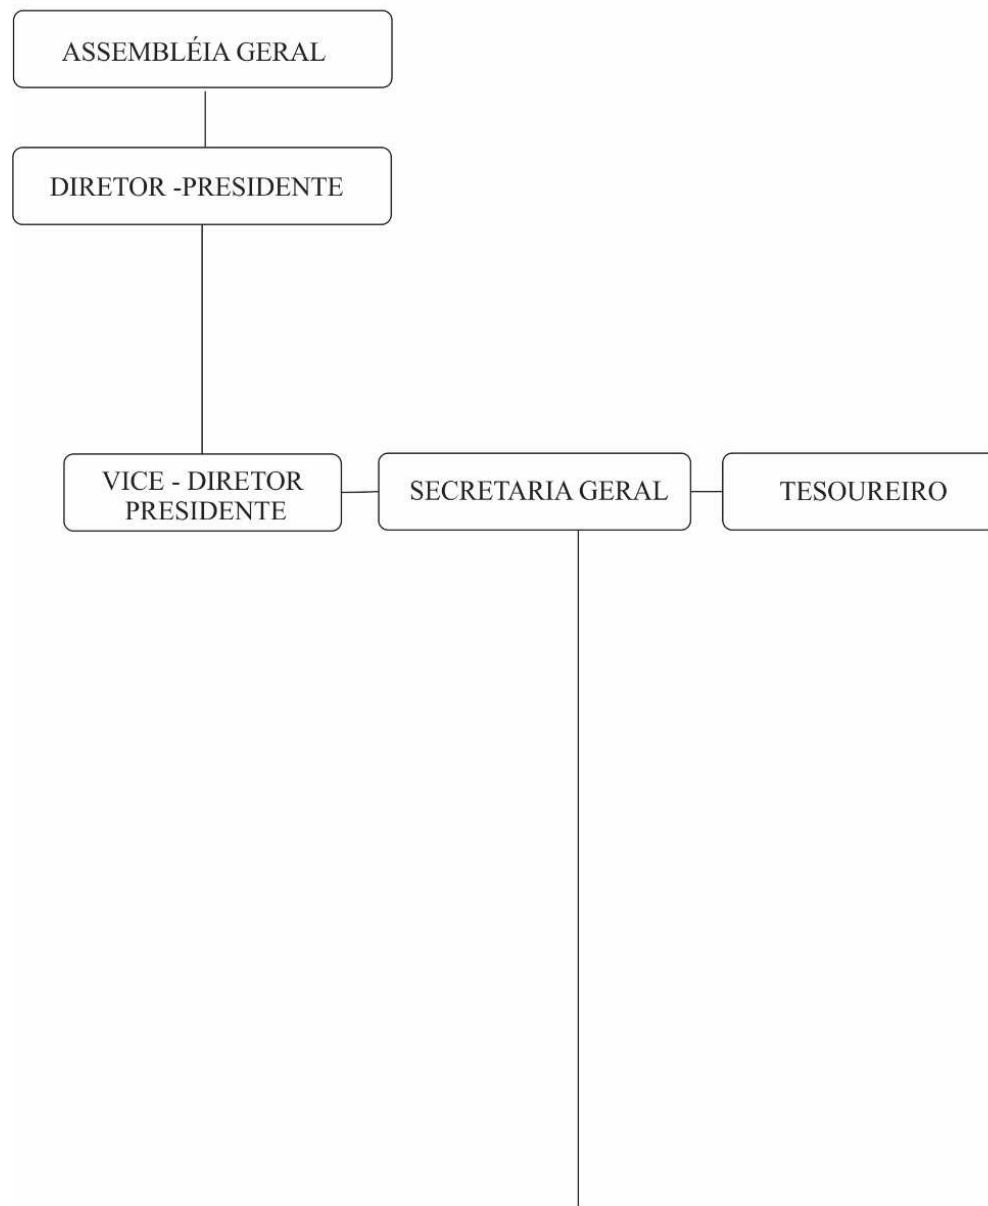 ASSEMBLÉIA GERAL
DIRETOR -PRESIDENTE
VICE - DIRETOR
PRESIDENTE
SECRETARIA GERAL
TESOUREIRO